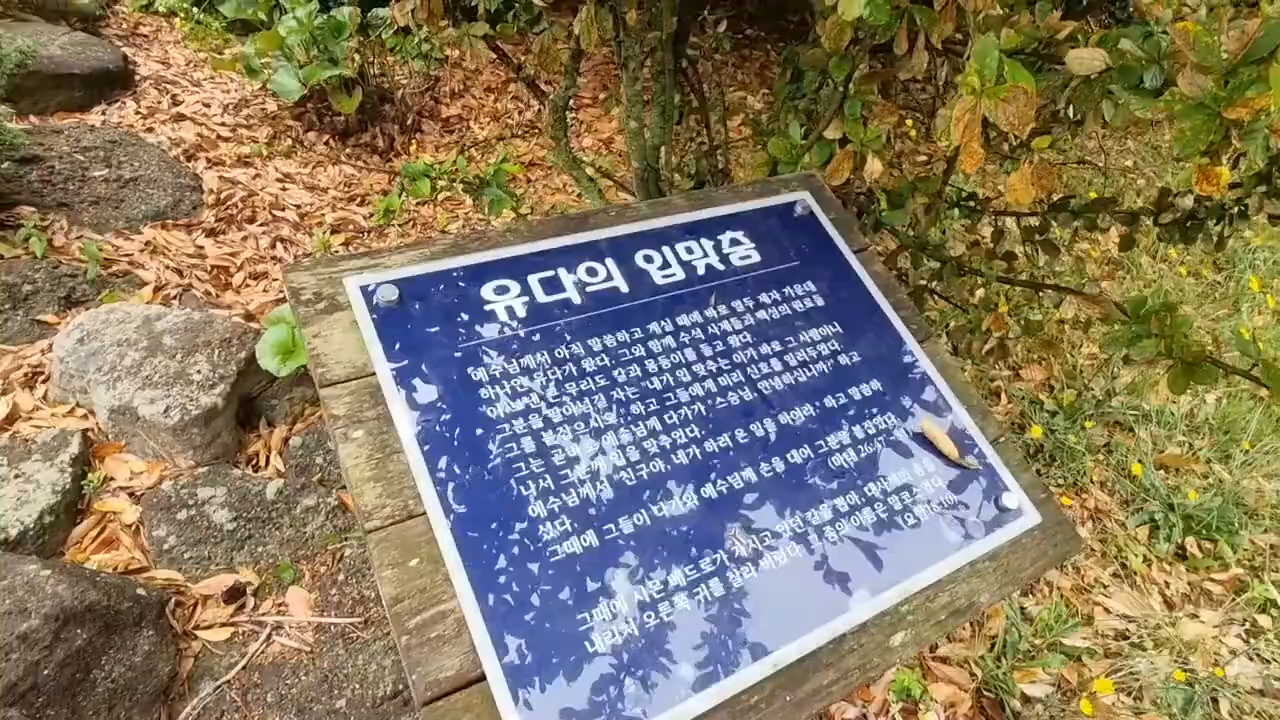 유다의 입맞춤
예수님께서 아직 말씀하고 계실 때에 바로 열두 제자 가운데
하나인 유다가 왔다. 그와 함께 수석 사제들과 백성의 원로들
이 보낸 큰 무리도 칼과 몽둥이를 들고 왔다.
그분을 팔아넘길 자는 "내가 입 맞추는 이가 바로 그 사람이니
그를 붙잡으시오." 하고 그들에게 미리 신호를 일러두었다.
그는 곧바로 예수님께 다가가 "스승님, 안녕하십니까?" 하고
나서 그분께 입을 맞추었다.
예수님께서 "친구야, 네가 하러 온 일을 하여라." 하고 말씀하
셨다.
그때에 그들이 다가와 예수님께 손을 대어 그분을 붙잡았다.
(마태 26:47
그때에 시몬 베드로가 가지고 있던 칼을 뽑아, 대사제의 종을
내리쳐 오른쪽 귀를 잘라 버렸다. 그 종의 이름은 말코스였다.
(요한18:10)